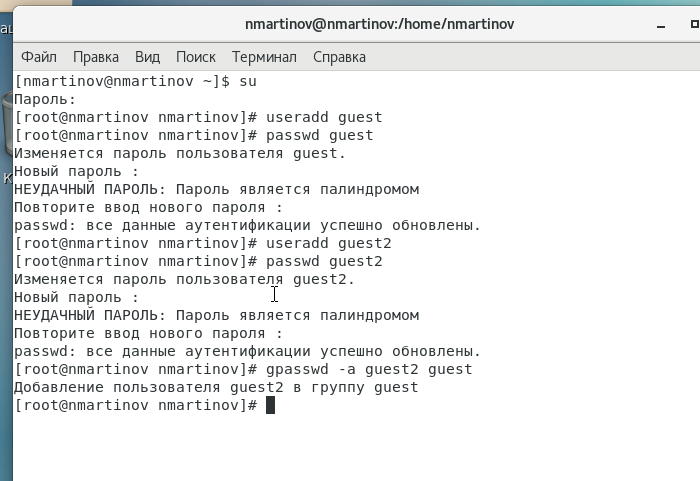 nmartinov@nmartinov:/home/nmartinov
Файл Правка Вид Поиск Терминал Справка
[nmartinov@nmartinov ~]$ su
Пароль:
[root@nmartinov nmartinov]# useradd guest
[root@nmartinov nmartinov]# passwd guest
Изменяется пароль пользователя guest.
Новый пароль :
НЕУДАЧНЫЙ ПАРОЛЬ: Пароль является палиндромом
Повторите ввод нового пароля :
passwd: все данные аутентификации успешно обновлены.
[root@nmartinov nmartinov]# useradd guest2
[root@nmartinov nmartinov]# passwd guest2
Изменяется пароль пользователя guest2.
Новый пароль :
НЕУДАЧНЫЙ ПАРОЛЬ: Пароль является палиндромом
Повторите ввод нового пароля :
passwd: все данные аутентификации успешно обновлены.
[root@nmartinov nmartinov]# gpasswd -a guest2 guest
Добавление пользователя guest2 в группу guest
[root@nmartinov nmartinov]#